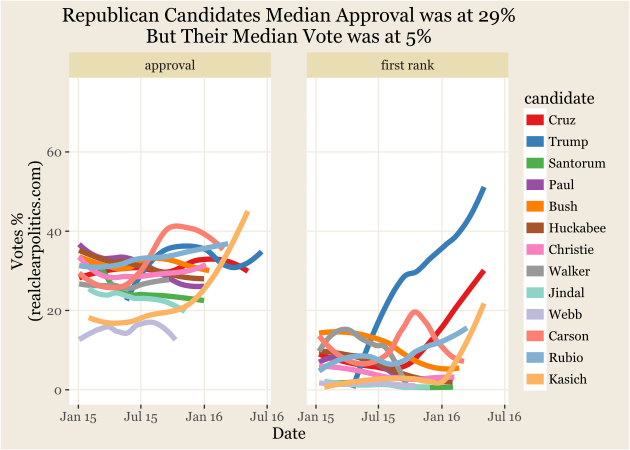 Republican Candidates Median Approval was at 29%
But Their Median Vote was at 5%
approval
first rank
Votes %
(realclearpolitics.com)
60
40
20
0
Jan 15
Jul 15
Jan 16
Jul 16
Jan 15
Jul 15
Jan 16
Jul 16
Date
candidate
Cruz
Trump
Santorum
Paul
Bush
Huckabee
Christie
Walker
Jindal
Webb
Carson
Rubio
Kasich